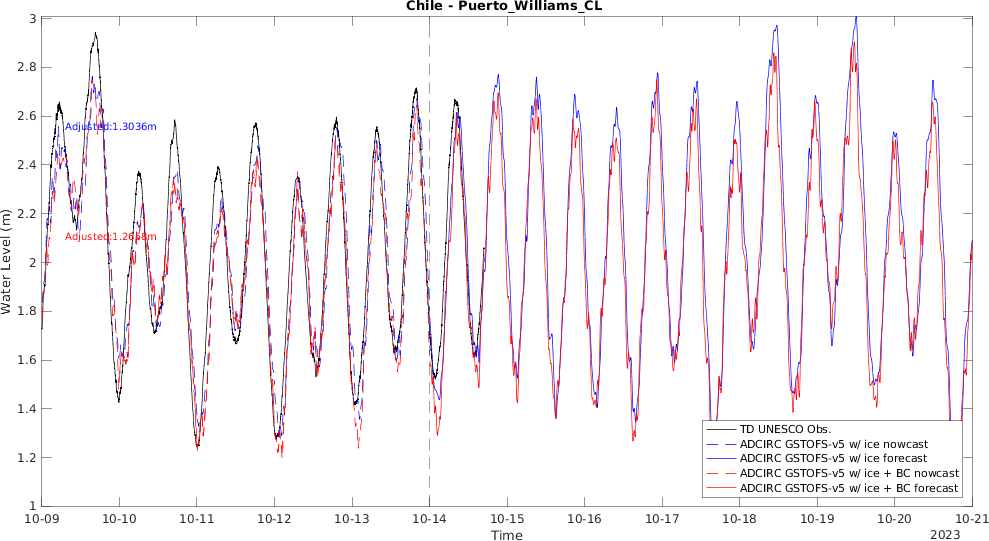 Chile - Puerto_Williams_CL
Water Level (m)
3
2.8
2.6
2.4
2.2
2
1.8
1.6
1.4
1.2
1
Adjusted:1.3036m
Adjusted:1.2658m
TD UNESCO Obs.
ADCIRC GSTOFS-v5 w/ ice nowcast
ADCIRC GSTOFS-v5 w/ ice forecast
ADCIRC GSTOFS-v5 w/ ice + BC nowcast
ADCIRC GSTOFS-v5 w/ ice + BC forecast
10-09 10-10 10-11 10-12 10-13 10-14 10-15 10-16 10-17 10-18 10-19 10-20 10-21
Time
2023